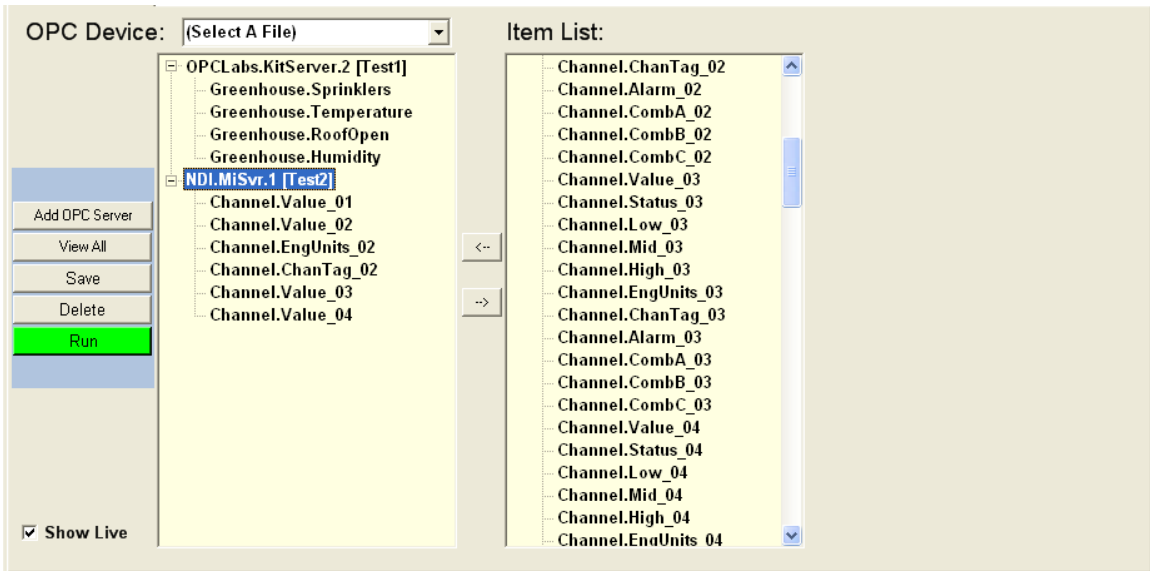 OPC Device: (Select A File)
OPCLabs.KitServer.2 [Test1]
Greenhouse.Sprinklers
Greenhouse.Temperature
Greenhouse.RoofOpen
Greenhouse.Humidity
NDI.MiSvr.1 [Test2]
Channel.Value_01
Channel.Value_02
Channel.EngUnits_02
Channel.ChanTag_02
Channel.Value_03
Channel.Value_04
Add OPC Server
View All
Save
Delete
Run
Show Live
<--
-->
Item List:
Channel.ChanTag_02
Channel.Alarm_02
Channel.CombA_02
Channel.CombB_02
Channel.CombC_02
Channel.Value_03
Channel.Status_03
Channel.Low_03
Channel.Mid_03
Channel.High_03
Channel.EngUnits_03
Channel.ChanTag_03
Channel.Alarm_03
Channel.CombA_03
Channel.CombB_03
Channel.CombC_03
Channel.Value_04
Channel.Status_04
Channel.Low_04
Channel.Mid_04
Channel.High_04
Channel.EngUnits_04